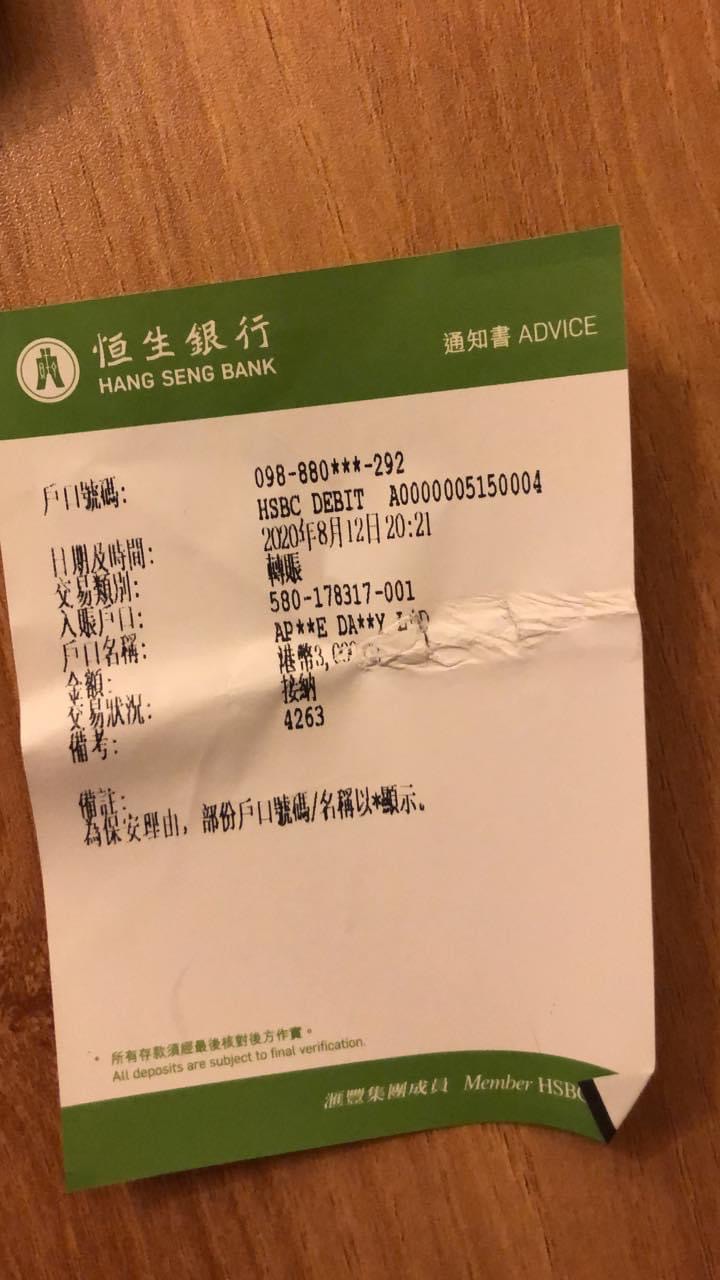 恒生銀行
HANG SENG BANK
通知書 ADVICE
戶口號碼: 098-880***-292
HSBC DEBIT A0000005150004
日期及時間: 2020年8月12日20:21
交易類別: 轉賬
入賬戶口: 580-178317-001
戶口名稱: AP**E DA**Y L*D
金額: 港幣3,
交易狀況: 接納
備考: 4263
備註:
為保安理由, 部份戶口號碼/名稱以*顯示。
* 所有存款須經最後核對後方作實。
All deposits are subject to final verification.
滙豐集團成員 Member HSBC